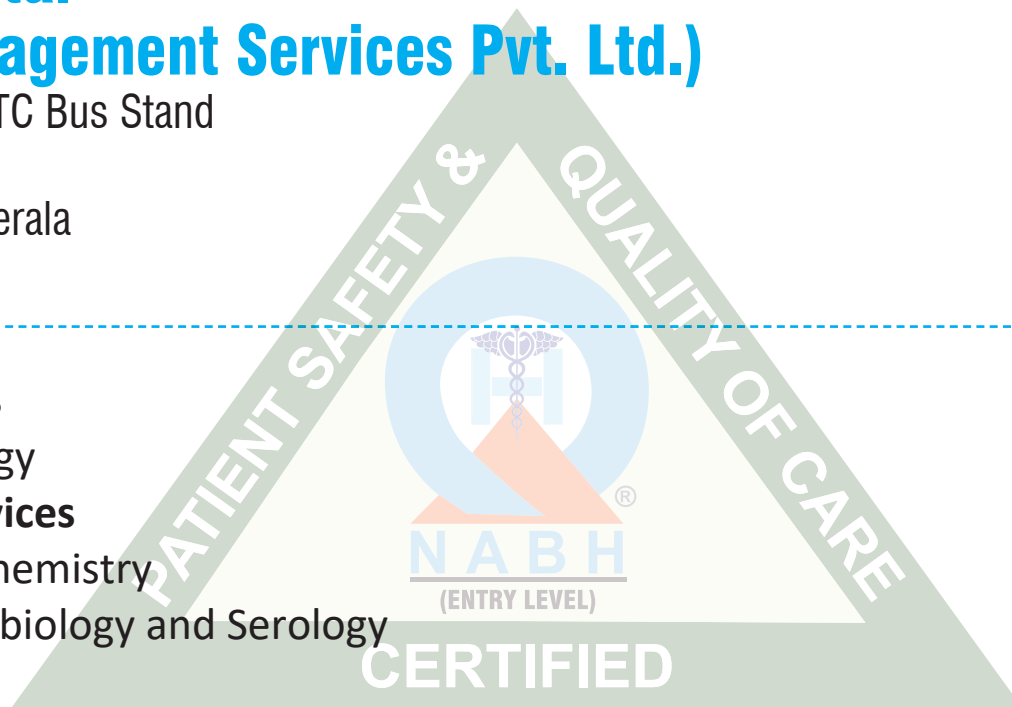 agement Services Pvt. Ltd.)
TC Bus Stand
erala
gy
vices
hemistry
biology and Serology
PATIENT SAFETY &
QUALITY OF CARE
®
NABH
(ENTRY LEVEL)
CERTIFIED